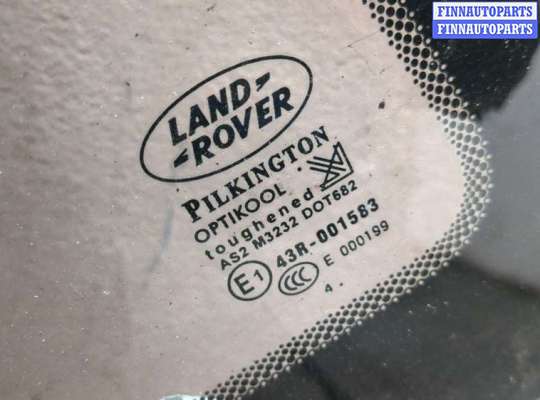 FINNAUTOPARTS
FINNAUTOPARTS
LAND
ROVER
PILKINGTON
OPTIKOOL
toughened
AS2 M3232 DOT682
E1 43R-001583
CCC E 000199
4.